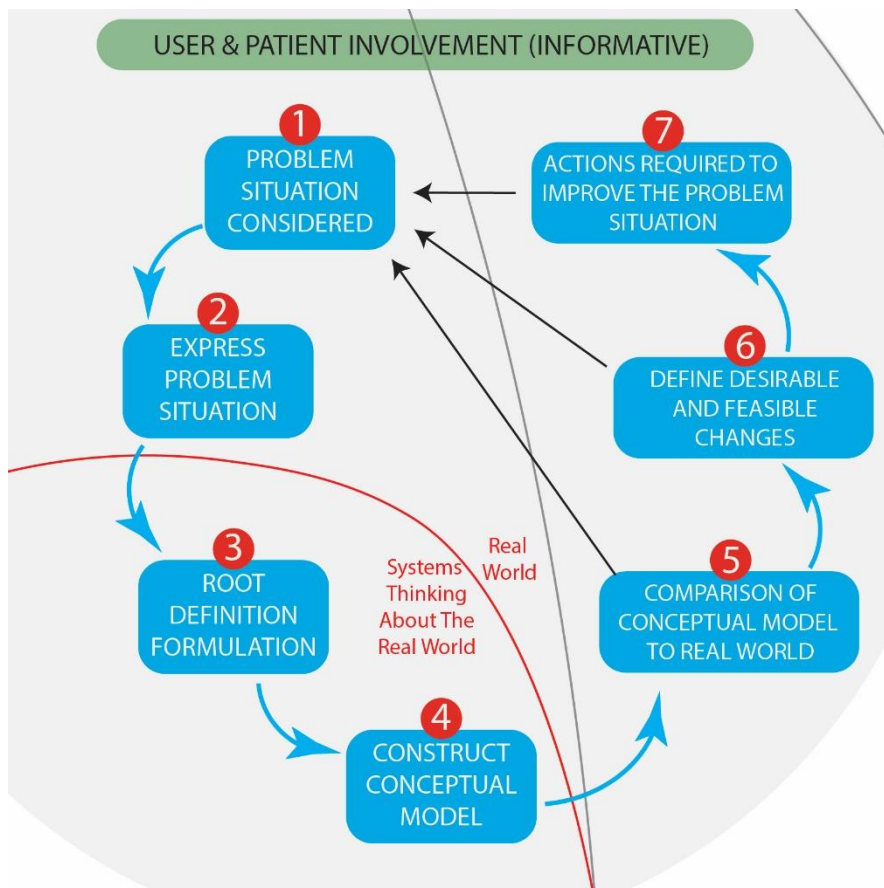 USER & PATIENT INVOLVEMENT (INFORMATIVE)
1
PROBLEM
SITUATION
CONSIDERED
2
EXPRESS
PROBLEM
SITUATION
3
ROOT
DEFINITION
FORMULATION
Systems
Thinking
About The
Real World
Real
World
4
CONSTRUCT
CONCEPTUAL
MODEL
5
COMPARISON OF
CONCEPTUAL MODEL
TO REAL WORLD
6
DEFINE DESIRABLE
AND FEASIBLE
CHANGES
7
ACTIONS REQUIRED TO
IMPROVE THE PROBLEM
SITUATION